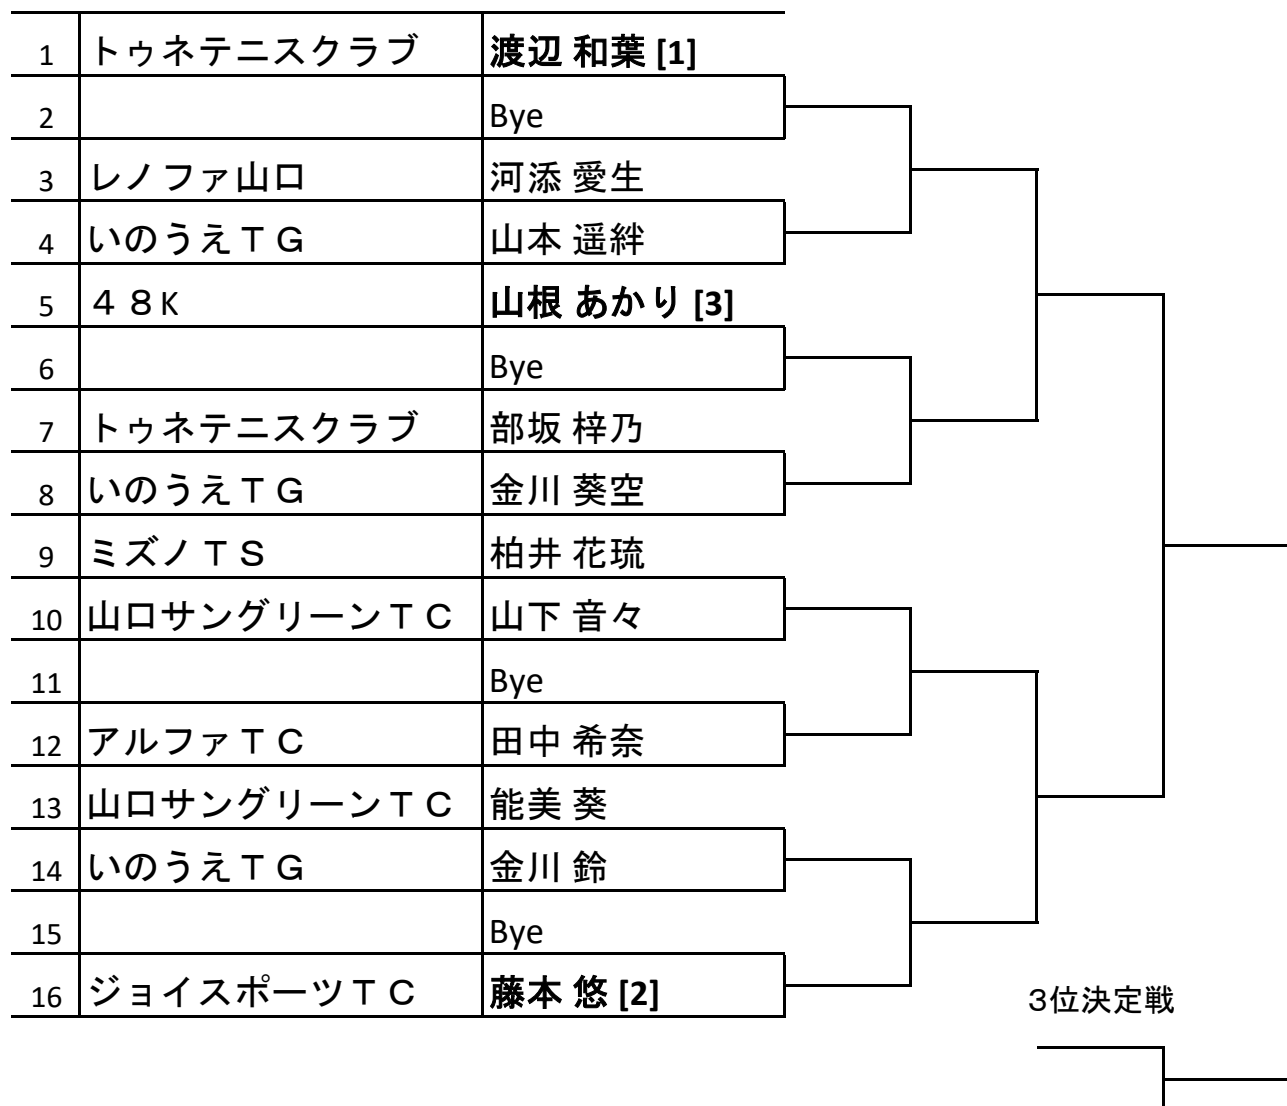 1 トゥネテニスクラブ 渡辺 和葉 [1]
2 Bye
3 レノファ山口 河添 愛生
4 いのうえＴＧ 山本 遥絆
5 ４８K 山根 あかり [3]
6 Bye
7 トゥネテニスクラブ 部坂 梓乃
8 いのうえＴＧ 金川 葵空
9 ミズノＴＳ 柏井 花琉
10 山口サングリーンＴＣ 山下 音々
11 Bye
12 アルファＴＣ 田中 希奈
13 山口サングリーンＴＣ 能美 葵
14 いのうえＴＧ 金川 鈴
15 Bye
16 ジョイスポーツＴＣ 藤本 悠 [2]
３位決定戦